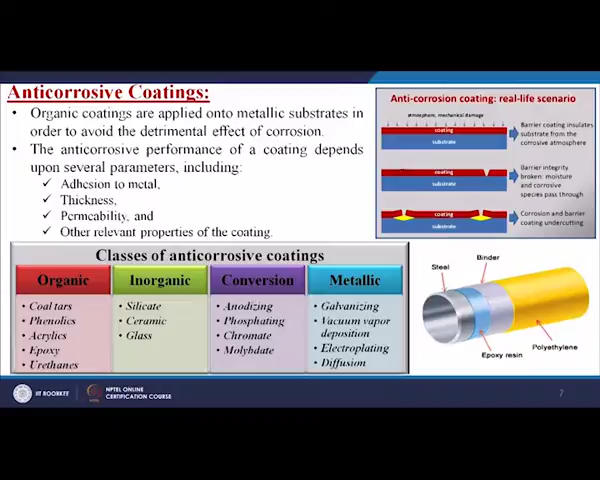 Anticorrosive Coatings:
• Organic coatings are applied onto metallic substrates in
order to avoid the detrimental effect of corrosion.
• The anticorrosive performance of a coating depends
upon several parameters, including:
✓ Adhesion to metal,
✓ Thickness,
✓ Permeability, and
✓ Other relevant properties of the coating.
Anti-corrosion coating: real-life scenario
atmosphere, mechanical damage
coating
substrate
Barrier coating insulates
substrate from the
corrosive atmosphere
coating
substrate
Barrier integrity
broken: moisture
and corrosive
species pass through
coating
substrate
Corrosion and barrier
coating undercutting
Classes of anticorrosive coatings
Organic
• Coal tars
• Phenolics
• Acrylics
• Epoxy
• Urethanes
Inorganic
• Silicate
• Ceramic
• Glass
Conversion
• Anodizing
• Phosphating
• Chromate
• Molybdate
Metallic
• Galvanizing
• Vacuum vapor
deposition
• Electroplating
• Diffusion
Steel
Binder
Epoxy resin
Polyethylene
IIT ROORKEE
NPTEL ONLINE
CERTIFICATION COURSE
7